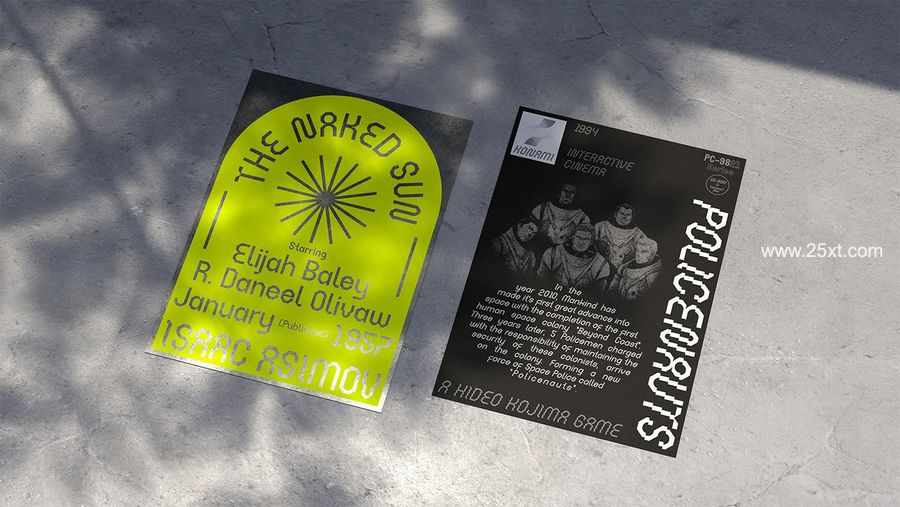 THE NAKED SUN
Starring
Elijah Baley
R. Daneel Olivaw
January (Published) 1957
ISAAC ASIMOV
KONAMI
1994
INTERACTIVE
CINEMA
PC-9821
Series
POLICENAUTS
In the
year 2010, Mankind has
made it's first great advance into
space with the completion of the first
human space colony "Beyond Coast".
Three years later, 5 Policemen charged
with the responsibility of maintaining the
security of these colonists, arrive
on the colony. Forming a new
Force of Space Police called
"Policenauts".
A HIDEO KOJIMA GAME
www.25xt.com